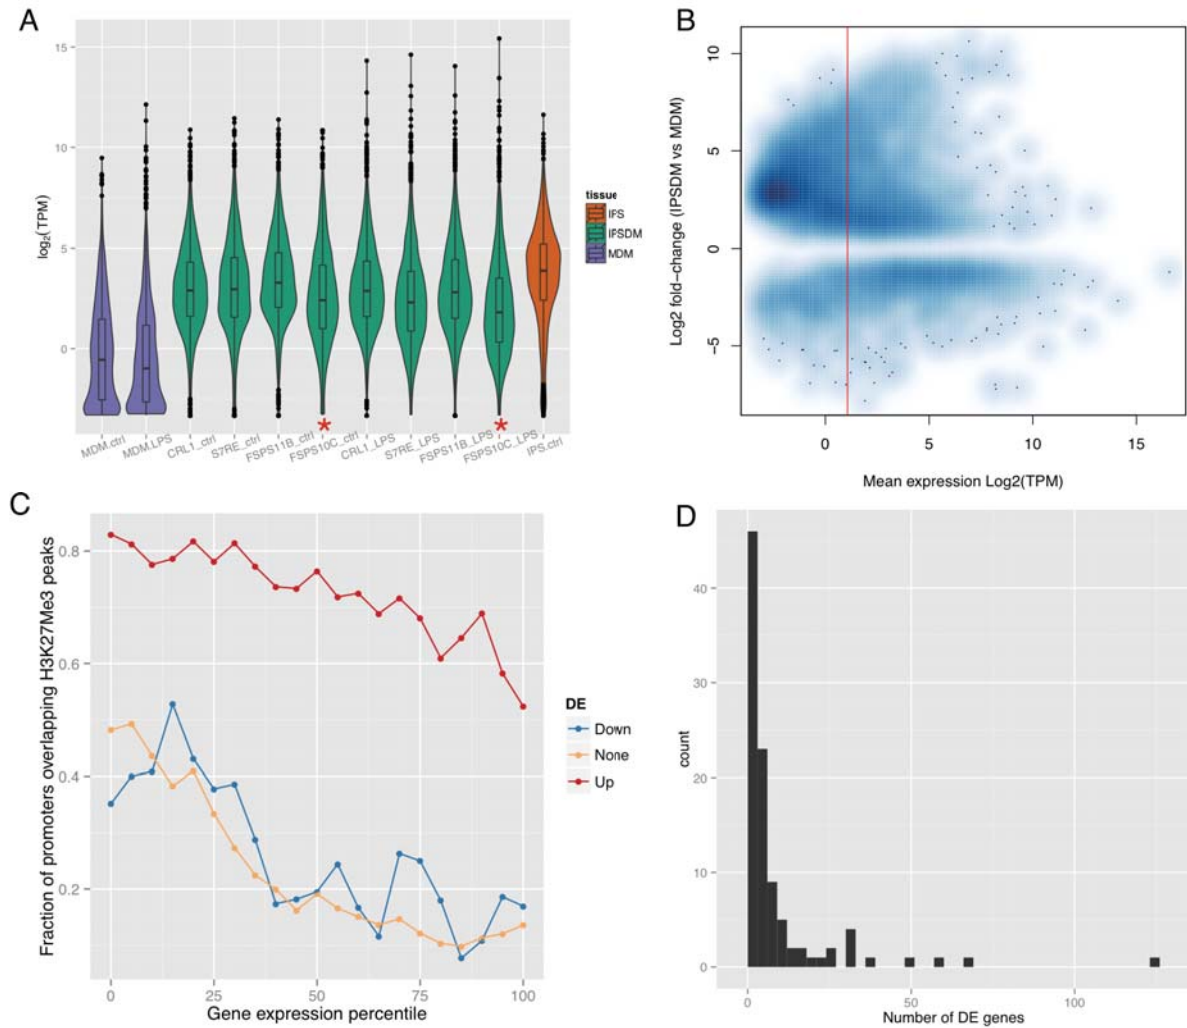 A
15
10
5
0
log2(TPM)
MDM.ctrl
MDM.LPS
CRL1_ctrl
S7RE_ctrl
FSPS11B_ctrl
FSPS10C_ctrl
CRL1_LPS
S7RE_LPS
FSPS11B_LPS
FSPS10C_LPS
IPS.ctrl
*
*
tissue
IPS
IPSDM
MDM
B
10
5
0
−5
Log2 fold−change (IPSDM vs MDM)
0
5
10
15
Mean expression Log2(TPM)
C
0.8
0.6
0.4
0.2
Fraction of promoters overlapping H3K27Me3 peaks
0
25
50
75
100
Gene expression percentile
DE
Down
None
Up
D
40
30
20
10
0
count
0
50
100
Number of DE genes